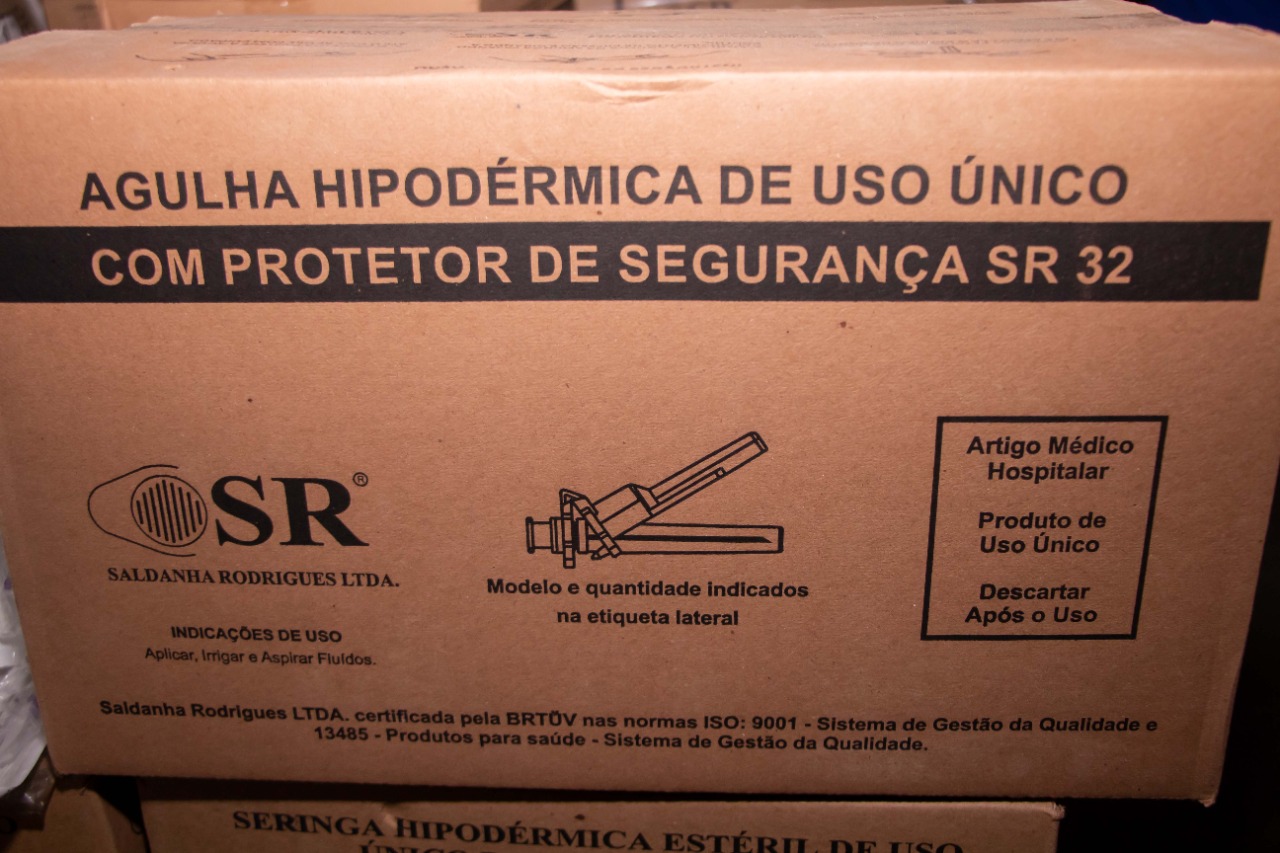 AGULHA HIPODÉRMICA DE USO ÚNICO
COM PROTETOR DE SEGURANÇA SR 32
SR®
SALDANHA RODRIGUES LTDA.
INDICAÇÕES DE USO
Aplicar, Irrigar e Aspirar Fluídos.
Modelo e quantidade indicados
na etiqueta lateral
Artigo Médico
Hospitalar
Produto de
Uso Único
Descartar
Após o Uso
Saldanha Rodrigues LTDA. certificada pela BRTÜV nas normas ISO: 9001 - Sistema de Gestão da Qualidade e
13485 - Produtos para saúde - Sistema de Gestão da Qualidade.
SERINGA HIPODÉRMICA ESTÉRIL DE USO